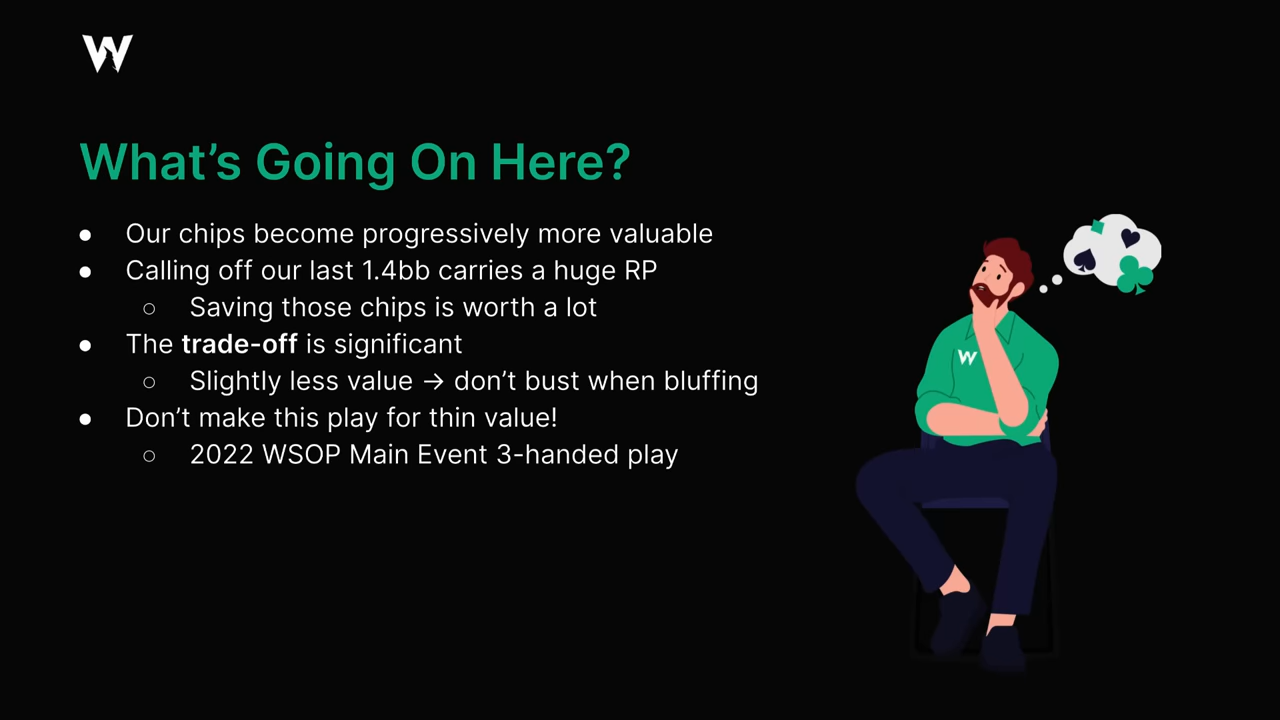 W
What’s Going On Here?
● Our chips become progressively more valuable
● Calling off our last 1.4bb carries a huge RP
○ Saving those chips is worth a lot
● The trade-off is significant
○ Slightly less value → don’t bust when bluffing
● Don’t make this play for thin value!
○ 2022 WSOP Main Event 3-handed play
W